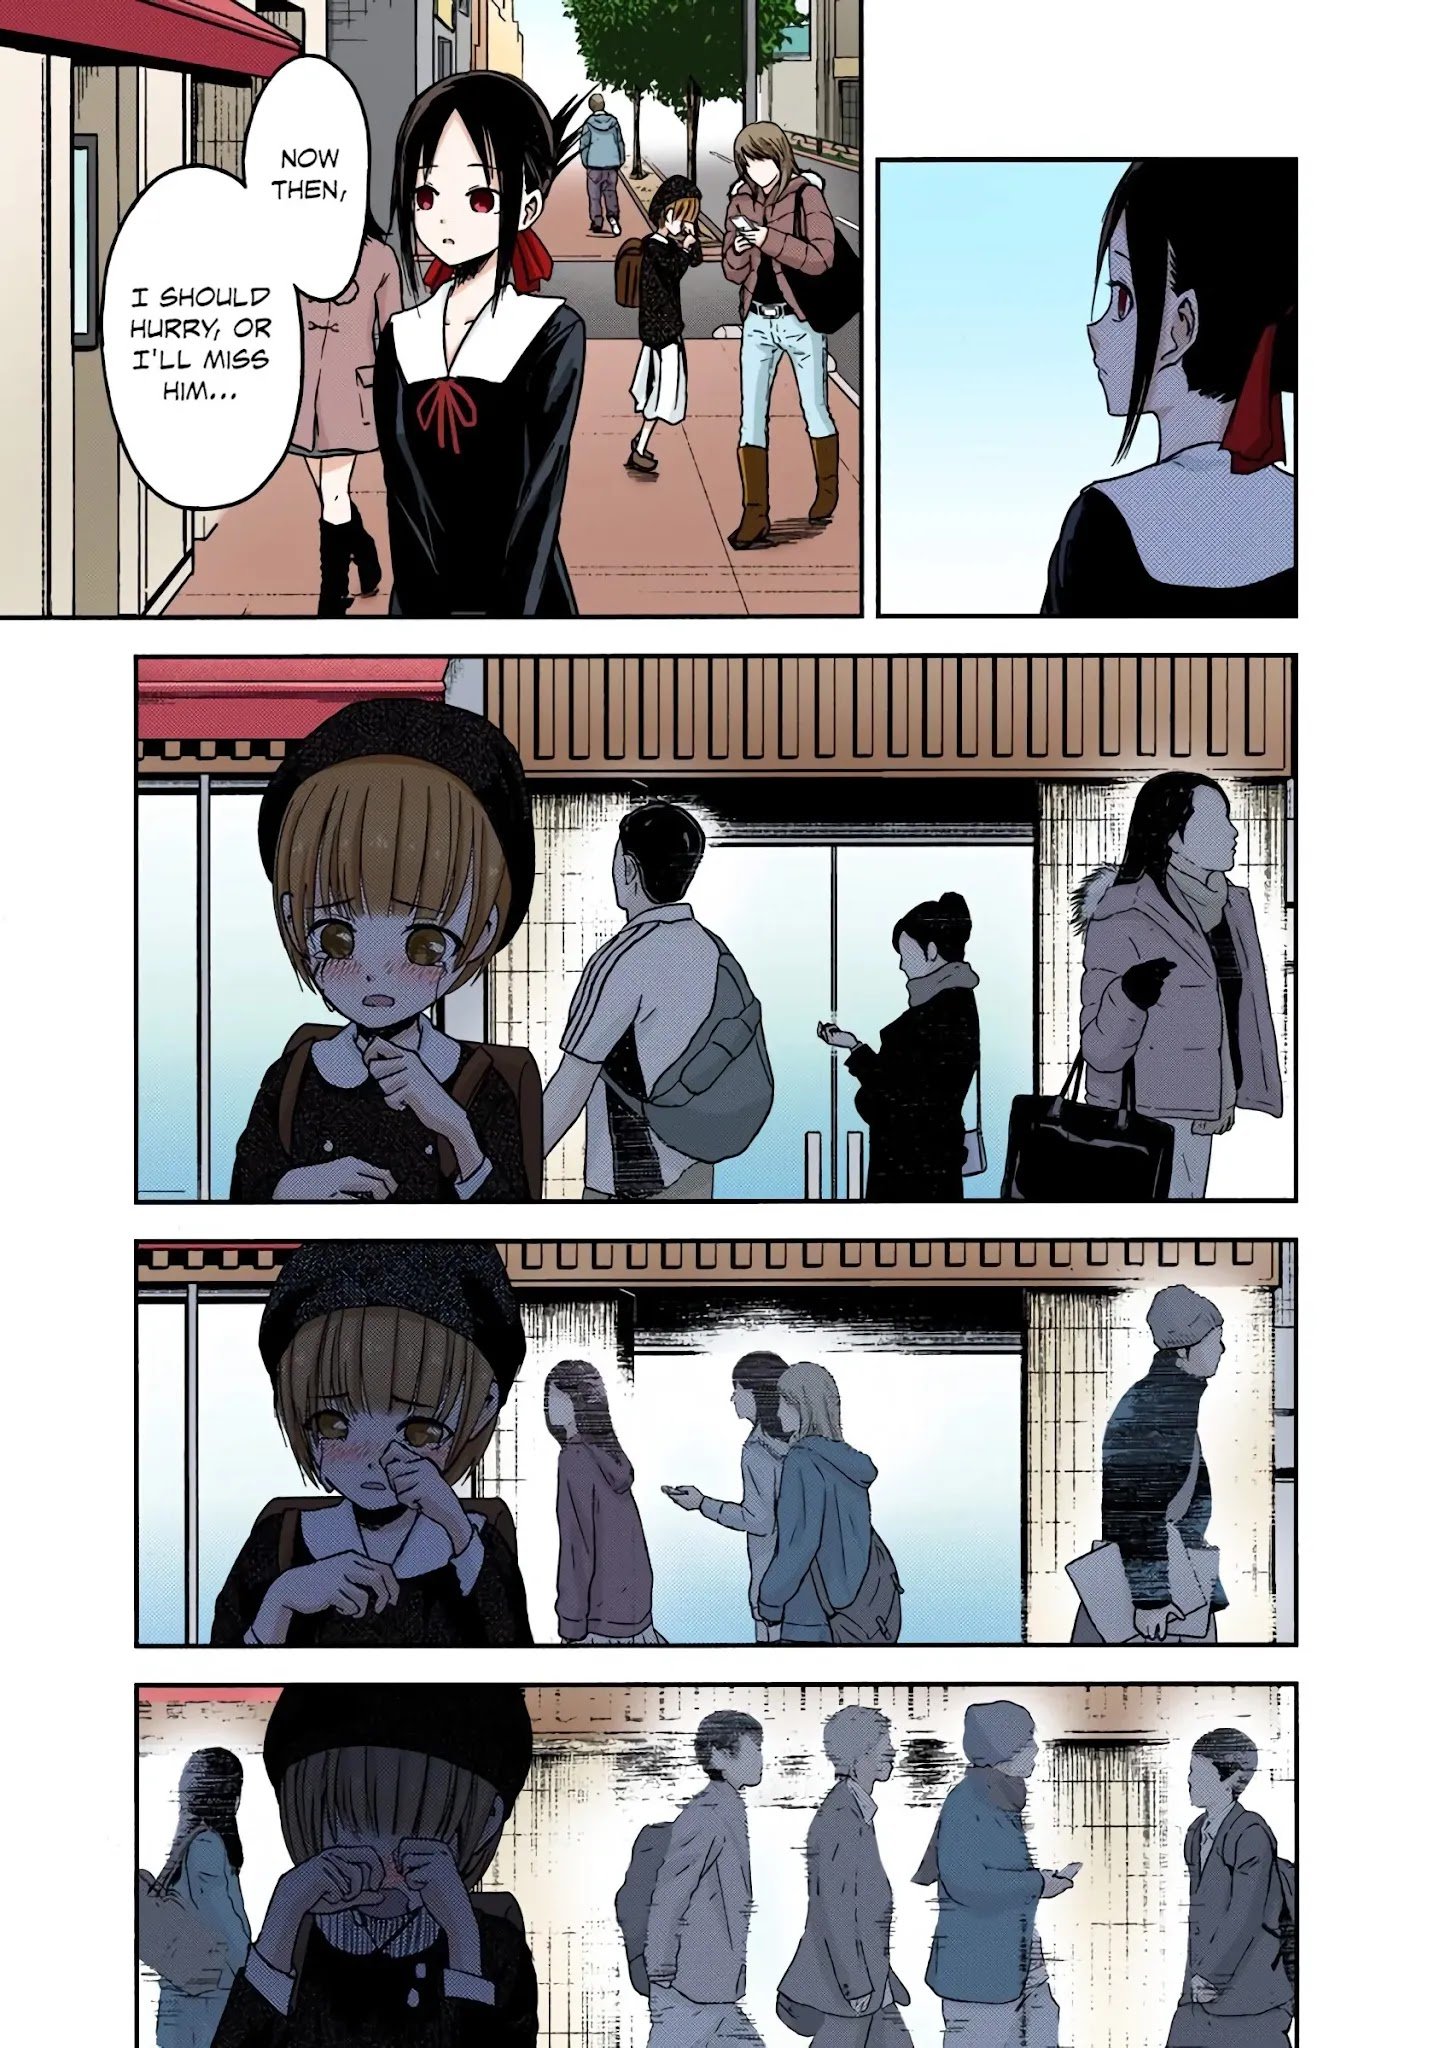 NOW
THEN,
I SHOULD
HURRY, OR
I'LL MISS
HIM...